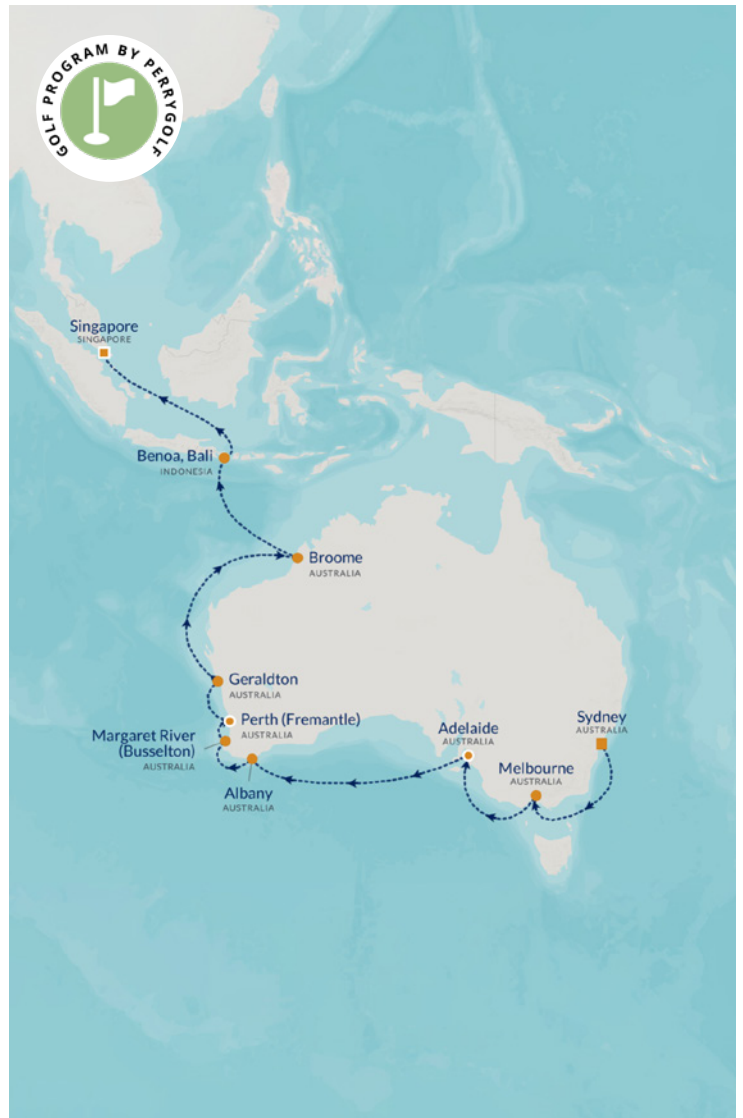 GOLF PROGRAM BY PERRYGOLF
Singapore
SINGAPORE
Benoa, Bali
INDONESIA
Broome
AUSTRALIA
Geraldton
AUSTRALIA
Perth (Fremantle)
AUSTRALIA
Margaret River
(Busselton)
AUSTRALIA
Albany
AUSTRALIA
Adelaide
AUSTRALIA
Melbourne
AUSTRALIA
Sydney
AUSTRALIA